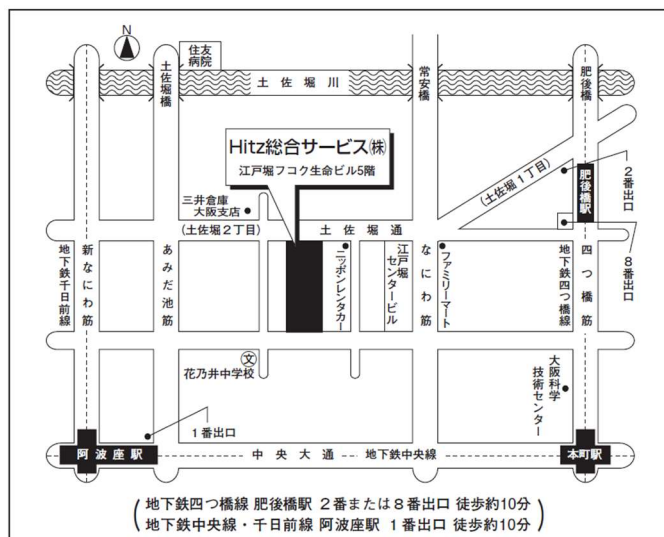 N
住友
病院
土佐堀川
土佐堀橋
常安橋
肥後橋
Hitz総合サービス㈱
江戸堀フコク生命ビル5階
(土佐堀1丁目)
肥後橋駅
2番出口
8番出口
三井倉庫
大阪支店
(土佐堀2丁目)
土佐堀通
地下鉄千日前線
新なにわ筋
あみだ池筋
ニッポンレンタカー
江戸堀
センタービル
なにわ筋
ファミリーマート
地下鉄四つ橋線
四つ橋筋
文
花乃井中学校
大阪科学
技術センター
1番出口
阿波座駅
中央大通
地下鉄中央線
本町駅
(地下鉄四つ橋線 肥後橋駅 2番または8番出口 徒歩約10分
地下鉄中央線・千日前線 阿波座駅 1番出口 徒歩約10分)